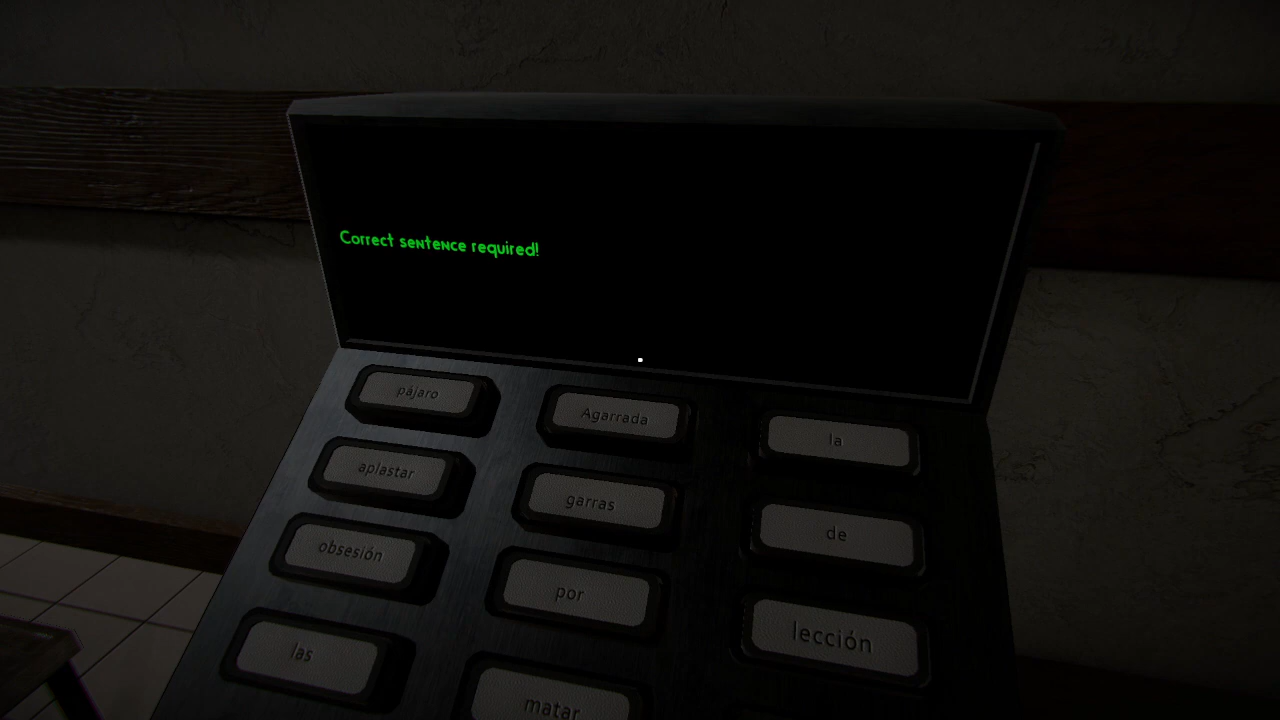 Correct sentence required!
pájaro
Agarrada
la
aplastar
garras
de
obsesión
por
lección
las
matar